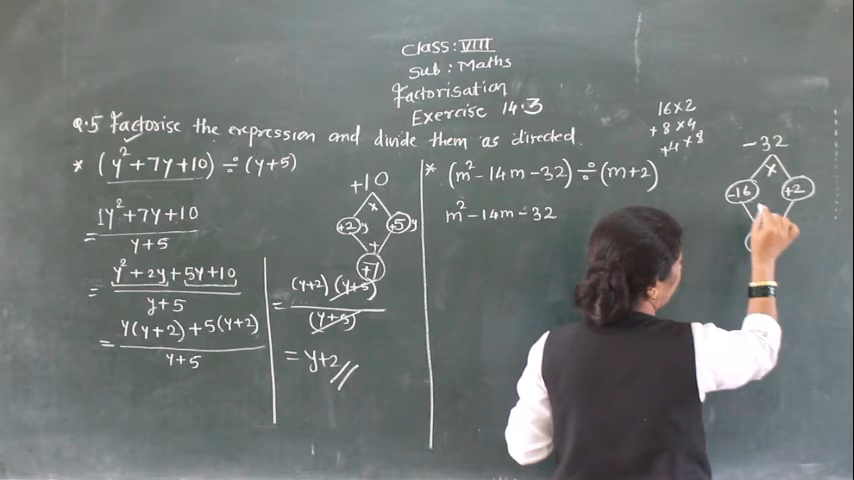 Class: VIII
Sub: Maths
Factorisation
Exercise 14.3
Q.5 Factorise the expression and divide them as directed.
* (y² + 7y + 10) ÷ (y+5)
= 1y² + 7y + 10 / y+5
= y² + 2y + 5y + 10 / y+5
= y(y+2) + 5(y+2) / y+5
+10
×
+2 y
+5 y
+
+7
= (y+2) (y+5) / (y+5)
= y+2 //
* (m² - 14m - 32) ÷ (m+2)
m² - 14m - 32
16×2
+8×4
+4×8
-32
×
-16
+2